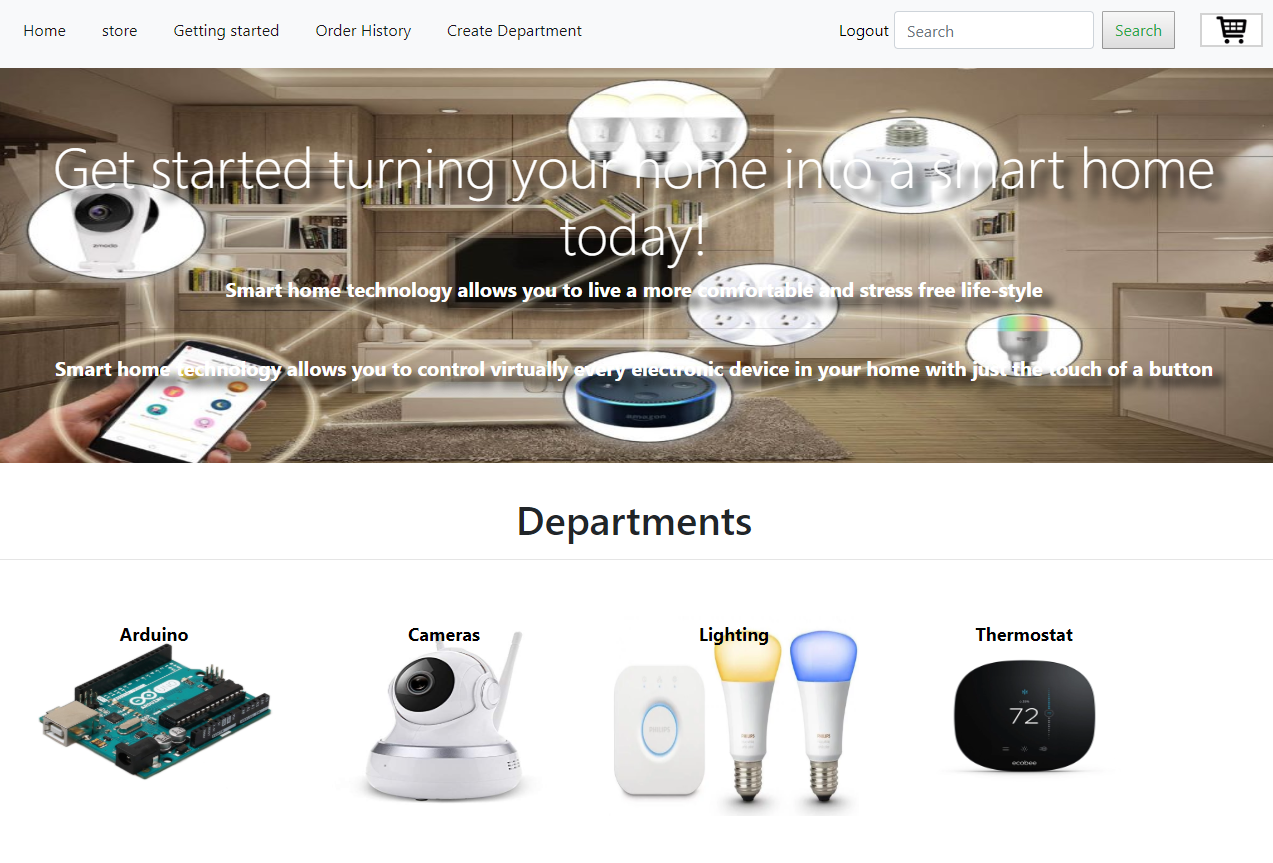 Home store Getting started Order History Create Department Logout Search Search
Get started turning your home into a smart home
today!
Smart home technology allows you to live a more comfortable and stress free life-style
Smart home technology allows you to control virtually every electronic device in your home with just the touch of a button
amazon
Departments
Arduino Cameras Lighting Thermostat
ARDUINO
PHILIPS
72
ecobee